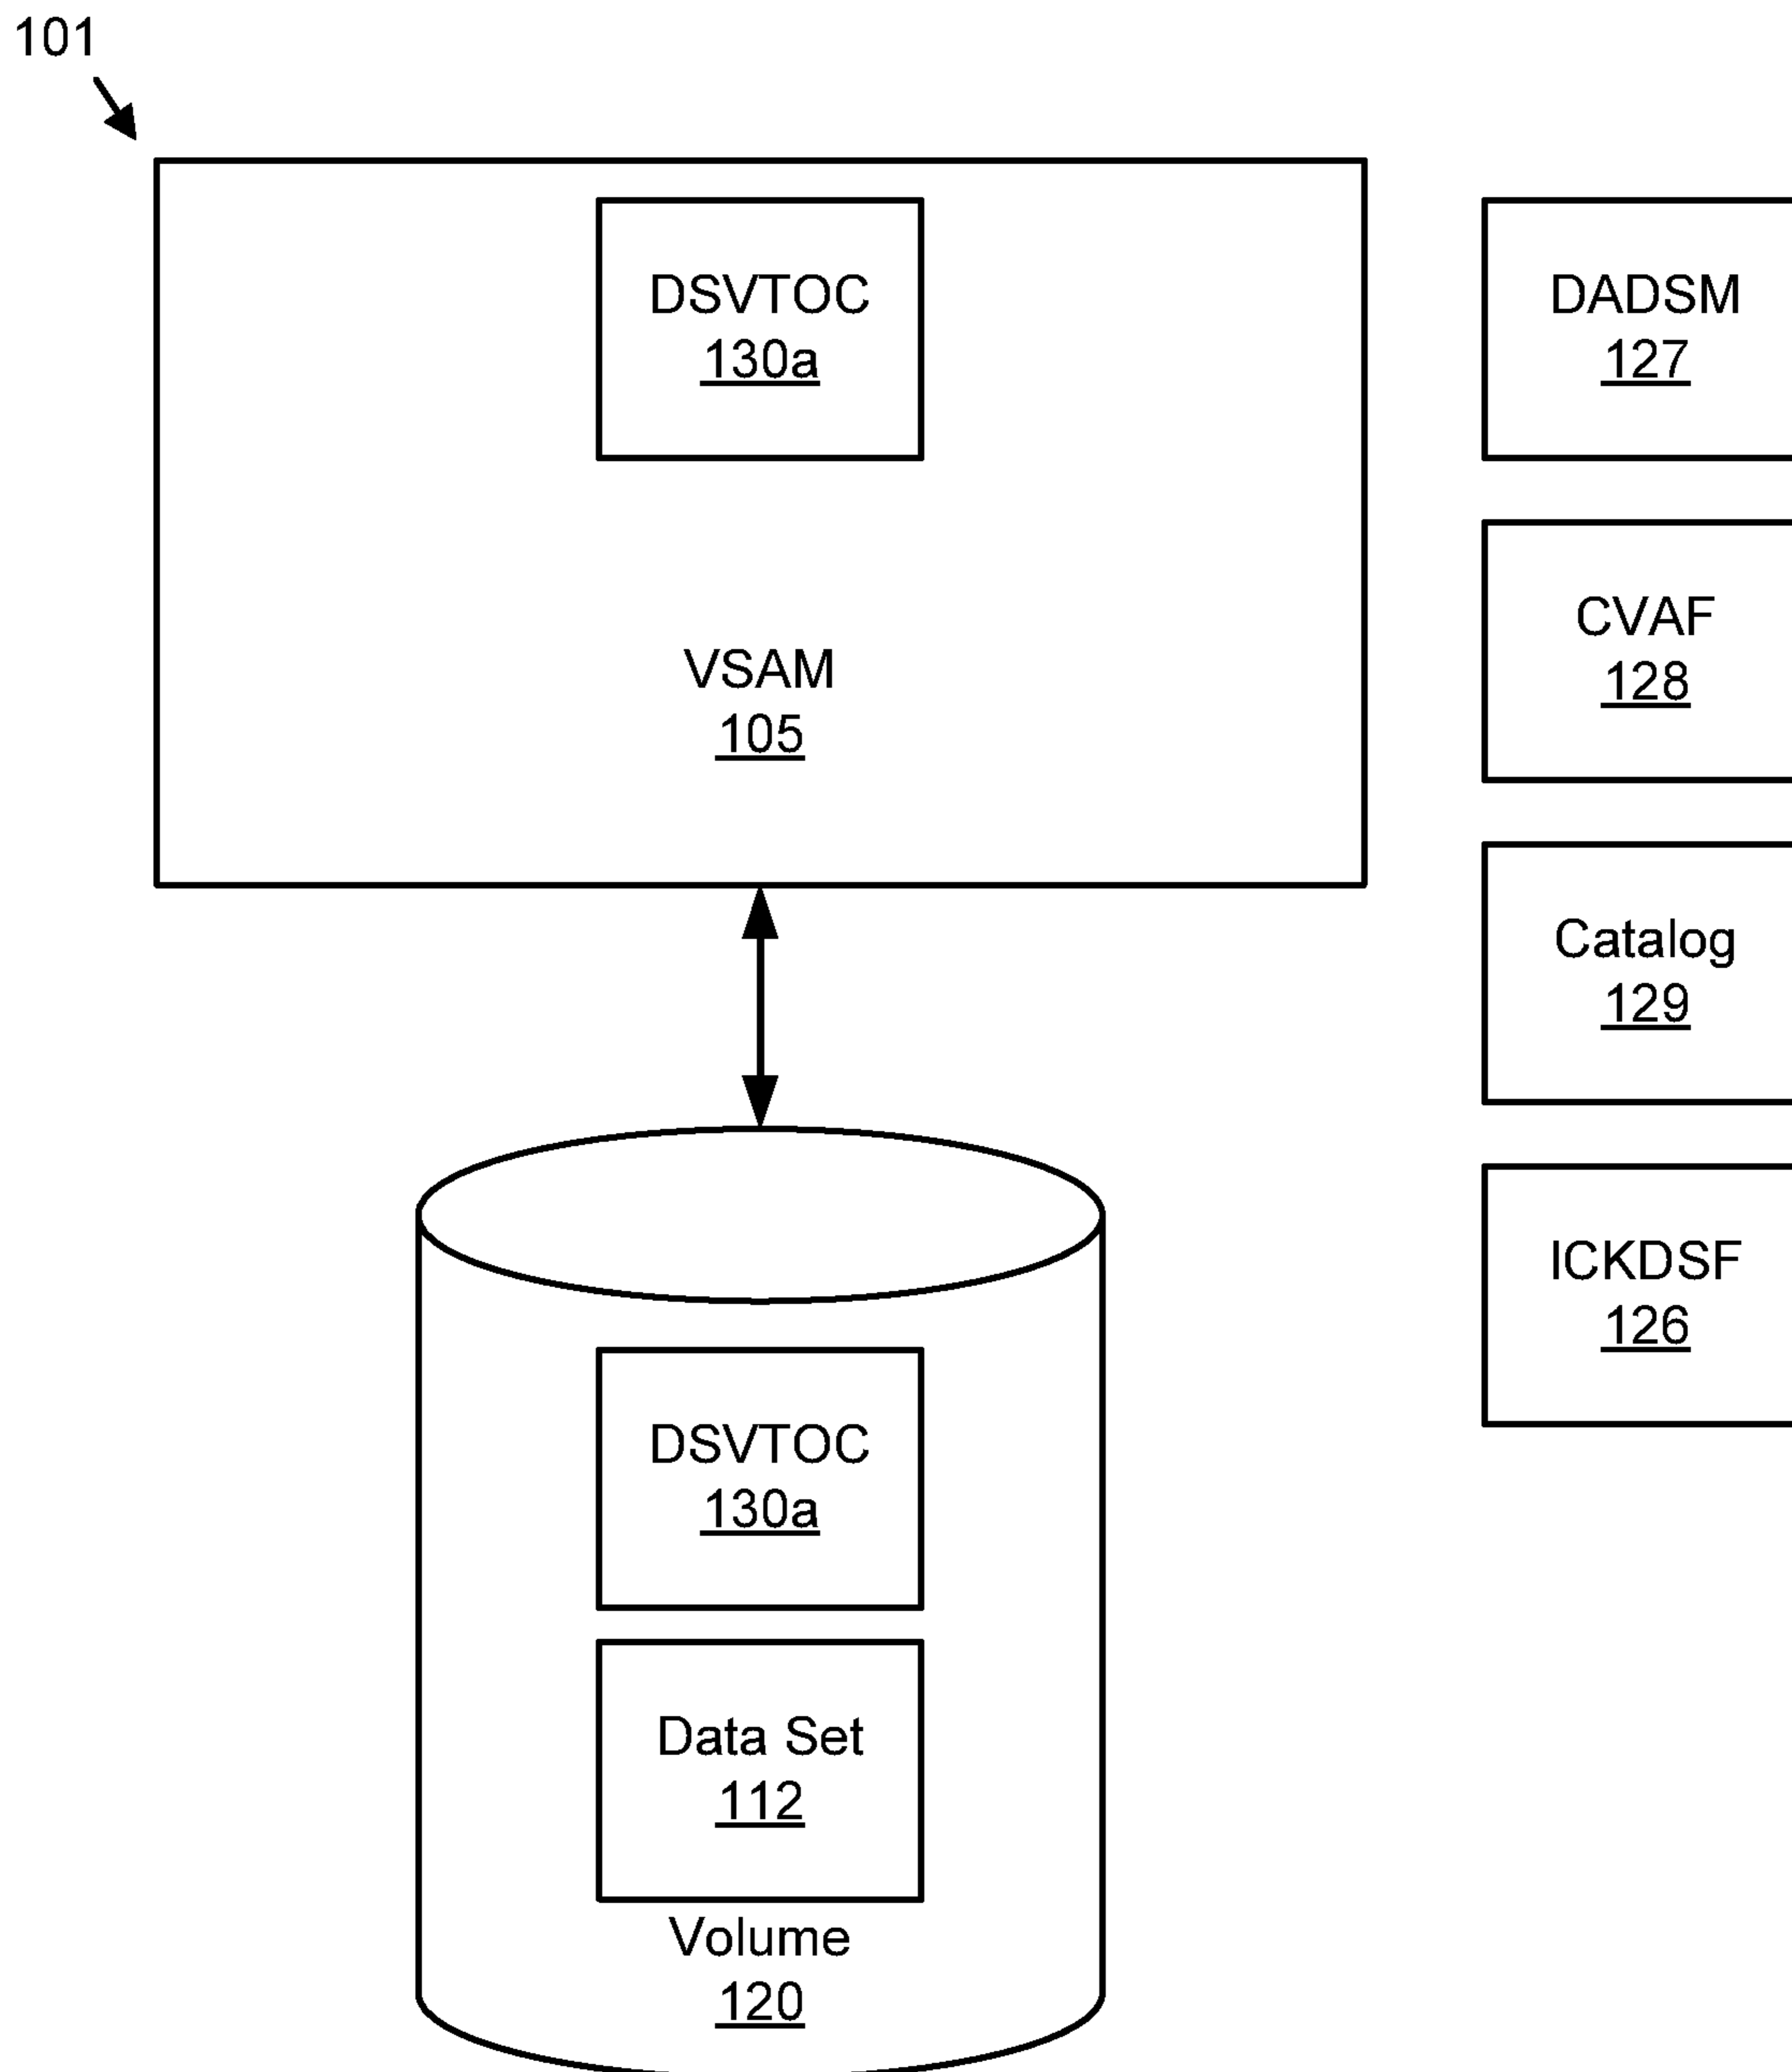 101
DSVTOC
130a
VSAM
105
DADSM
127
CVAF
128
Catalog
129
ICKDSF
126
DSVTOC
130a
Data Set
112
Volume
120